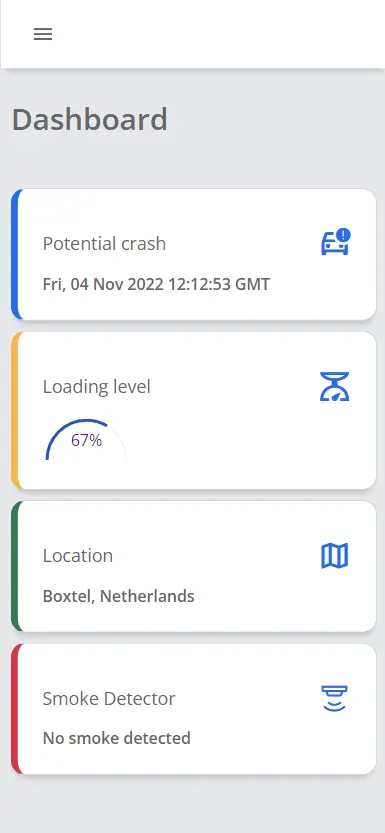 Dashboard
Potential crash
Fri, 04 Nov 2022 12:12:53 GMT
Loading level
67%
Location
Boxtel, Netherlands
Smoke Detector
No smoke detected